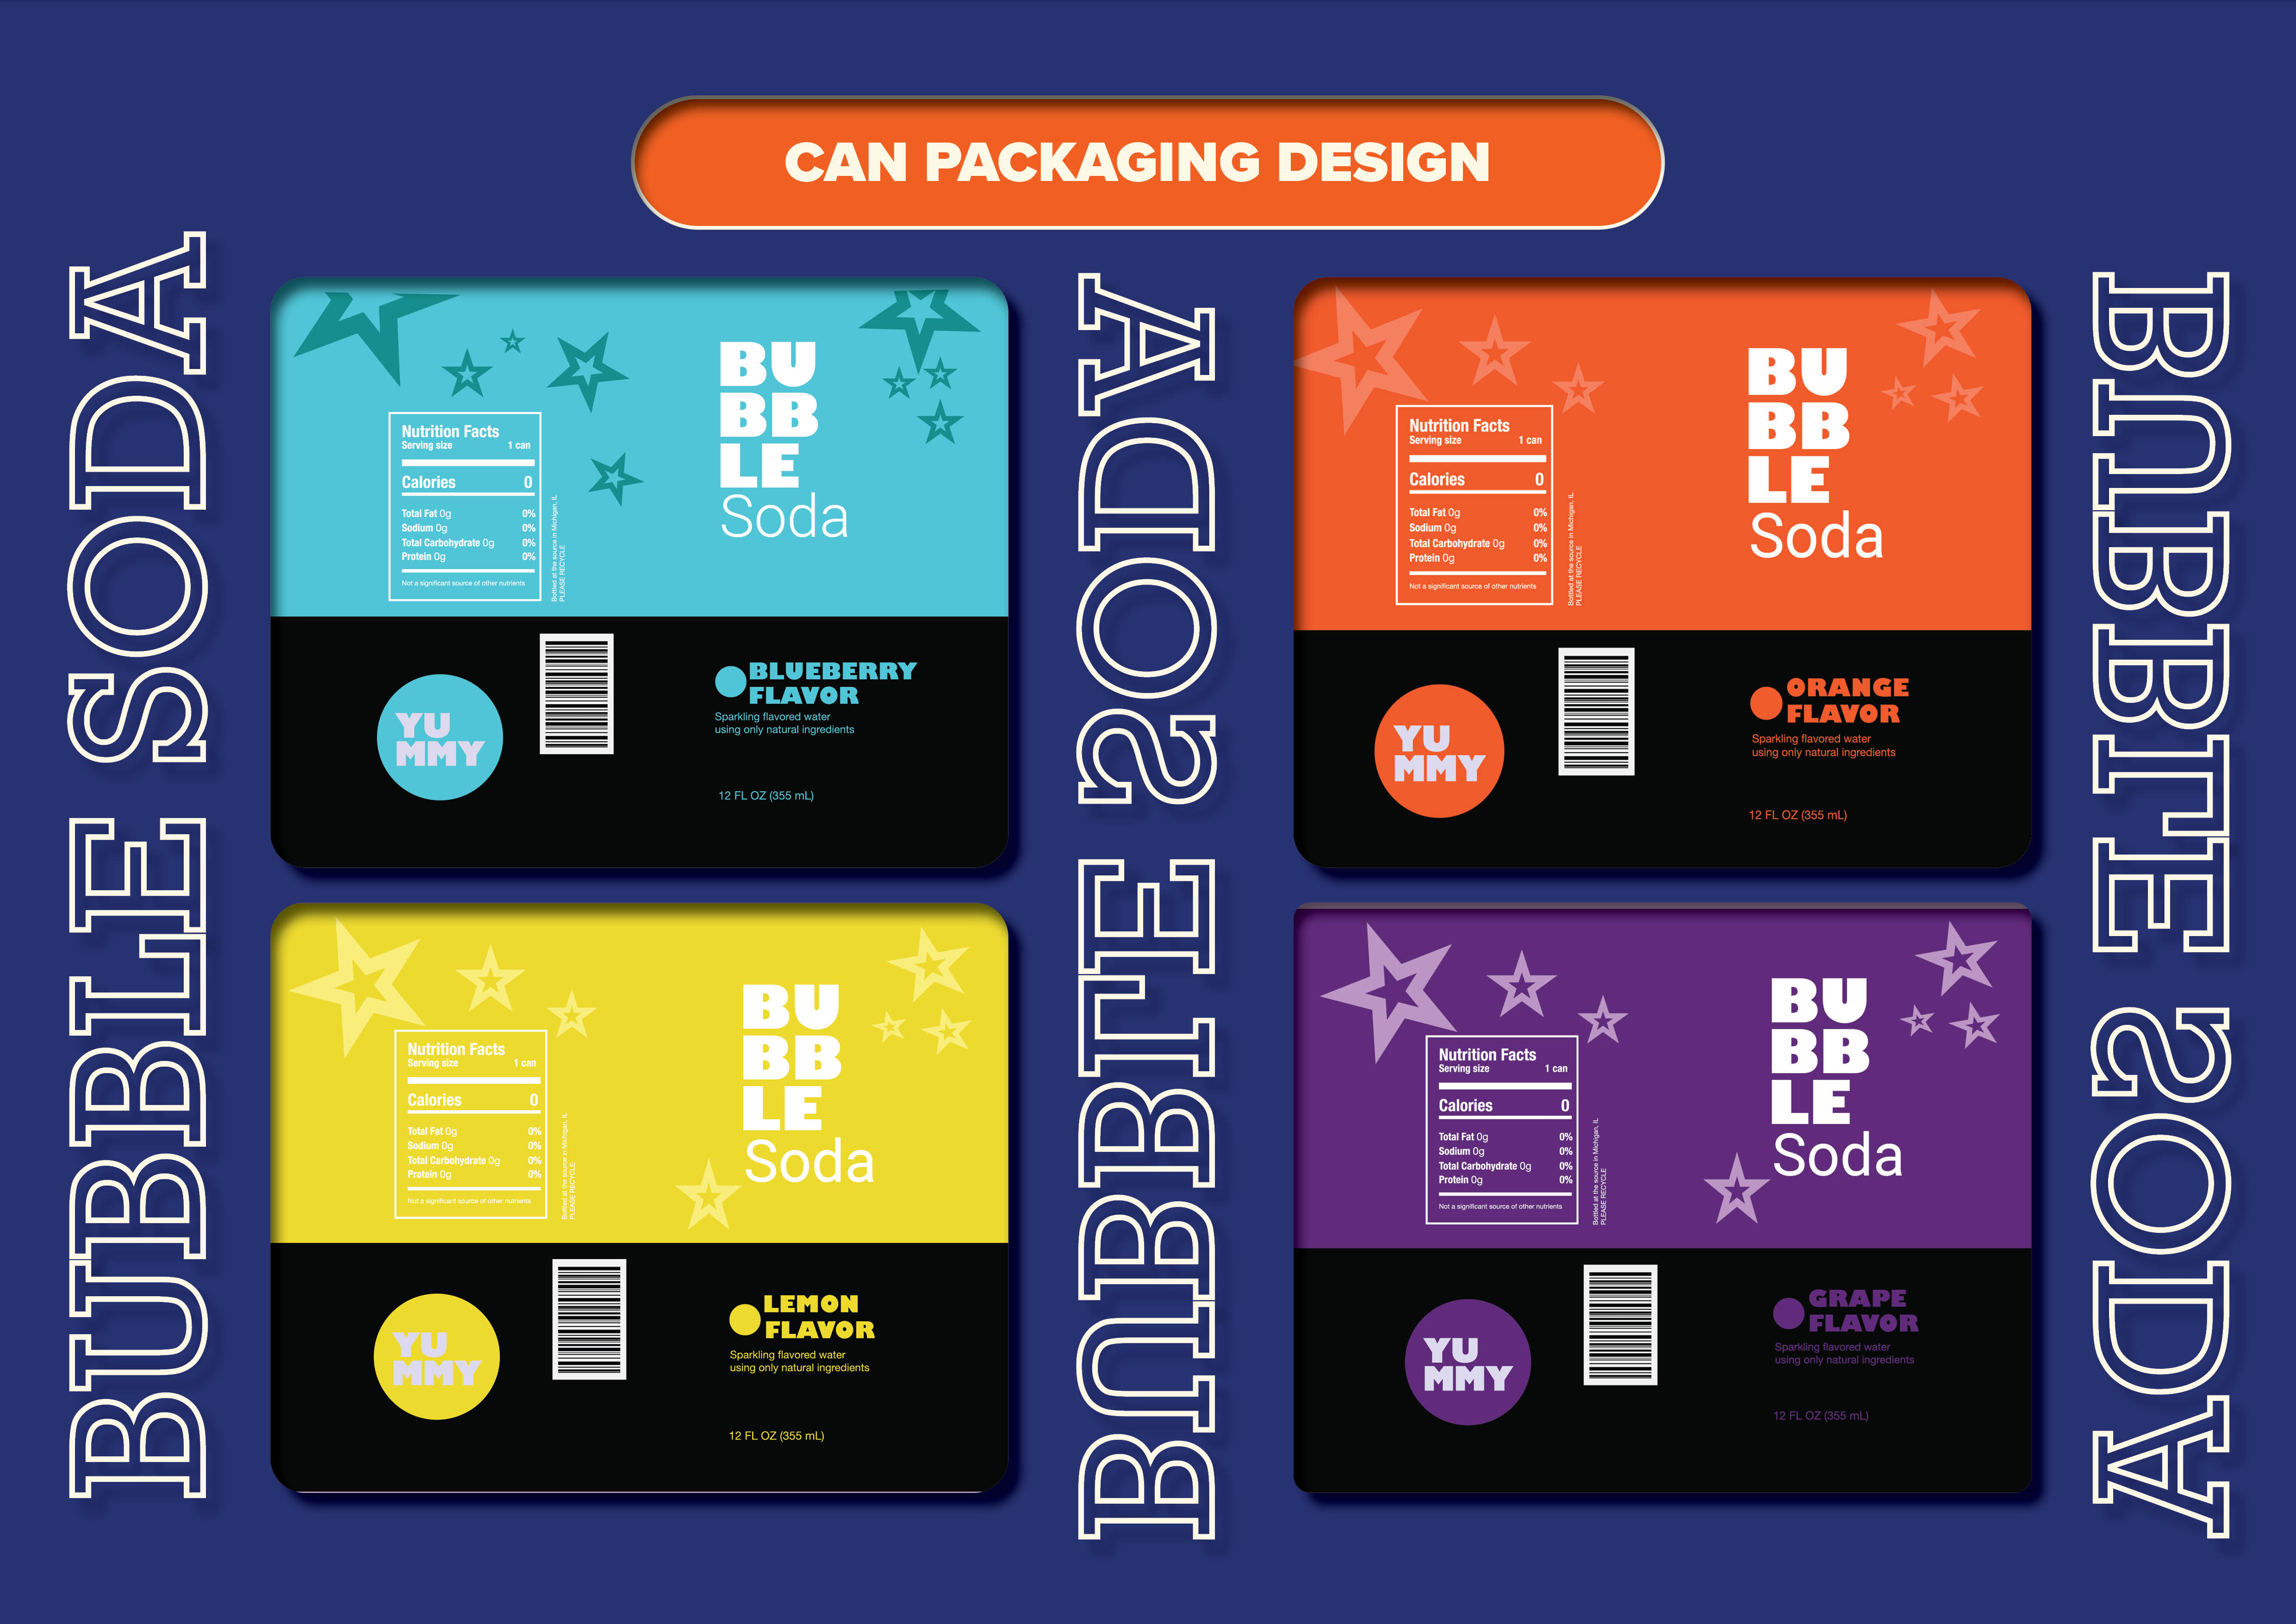 CAN PACKAGING DESIGN
BUBBLE SODA
Nutrition Facts
Serving size 1 can
Calories 0
Total Fat 0g 0%
Sodium 0g 0%
Total Carbohydrate 0g 0%
Protein 0g 0%
Not a significant source of other nutrients
Bottled at the source in Michigan, IL
PLEASE RECYCLE
BU
BB
LE
Soda
YU
MMY
BLUEBERRY
FLAVOR
Sparkling flavored water
using only natural ingredients
12 FL OZ (355 mL)
BUBBLE SODA
Nutrition Facts
Serving size 1 can
Calories 0
Total Fat 0g 0%
Sodium 0g 0%
Total Carbohydrate 0g 0%
Protein 0g 0%
Not a significant source of other nutrients
Bottled at the source in Michigan, IL
PLEASE RECYCLE
BU
BB
LE
Soda
YU
MMY
ORANGE
FLAVOR
Sparkling flavored water
using only natural ingredients
12 FL OZ (355 mL)
BUBBLE SODA
Nutrition Facts
Serving size 1 can
Calories 0
Total Fat 0g 0%
Sodium 0g 0%
Total Carbohydrate 0g 0%
Protein 0g 0%
Not a significant source of other nutrients
Bottled at the source in Michigan, IL
PLEASE RECYCLE
BU
BB
LE
Soda
YU
MMY
LEMON
FLAVOR
Sparkling flavored water
using only natural ingredients
12 FL OZ (355 mL)
Nutrition Facts
Serving size 1 can
Calories 0
Total Fat 0g 0%
Sodium 0g 0%
Total Carbohydrate 0g 0%
Protein 0g 0%
Not a significant source of other nutrients
Bottled at the source in Michigan, IL
PLEASE RECYCLE
BU
BB
LE
Soda
YU
MMY
GRAPE
FLAVOR
Sparkling flavored water
using only natural ingredients
12 FL OZ (355 mL)